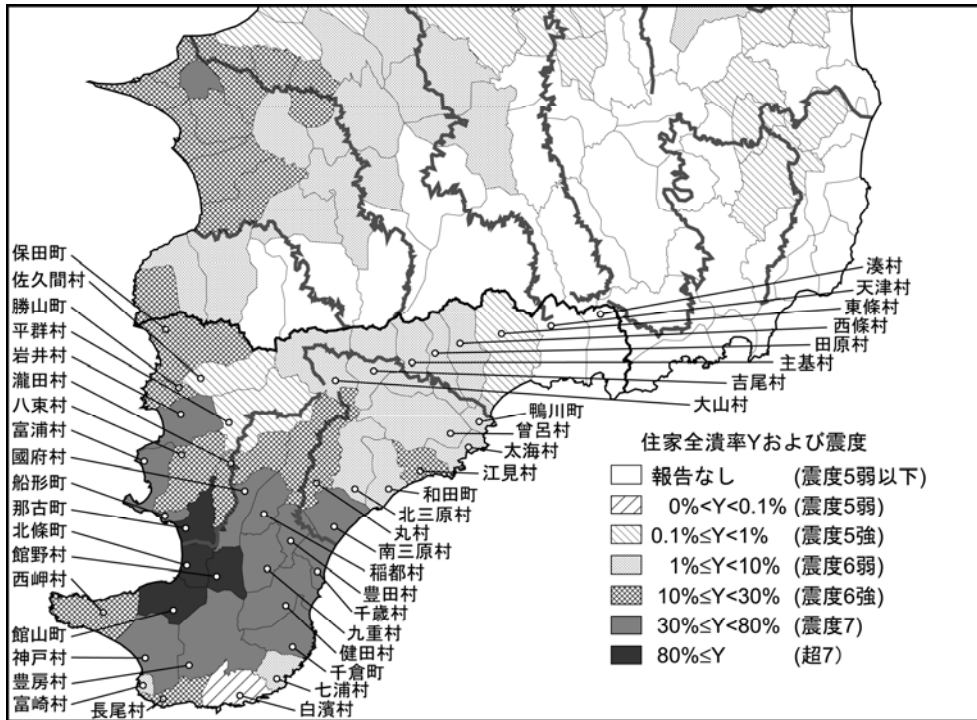 保田町
佐久間村
勝山町
平群村
岩井村
瀧田村
八束村
富浦村
國府村
船形町
那古町
北條町
館野村
西岬村
館山町
神戸村
豊房村
富崎村
長尾村
白濱村
七浦村
千倉町
健田村
九重村
千歳村
豊田村
稲都村
南三原村
丸村
北三原村
和田町
江見村
太海村
曾呂村
鴨川町
大山村
吉尾村
主基村
田原村
西條村
東條村
天津村
湊村
住家全潰率Yおよび震度
報告なし (震度5弱以下)
0%<Y<0.1% (震度5弱)
0.1%≤Y<1% (震度5強)
1%≤Y<10% (震度6弱)
10%≤Y<30% (震度6強)
30%≤Y<80% (震度7)
80%≤Y (超7)